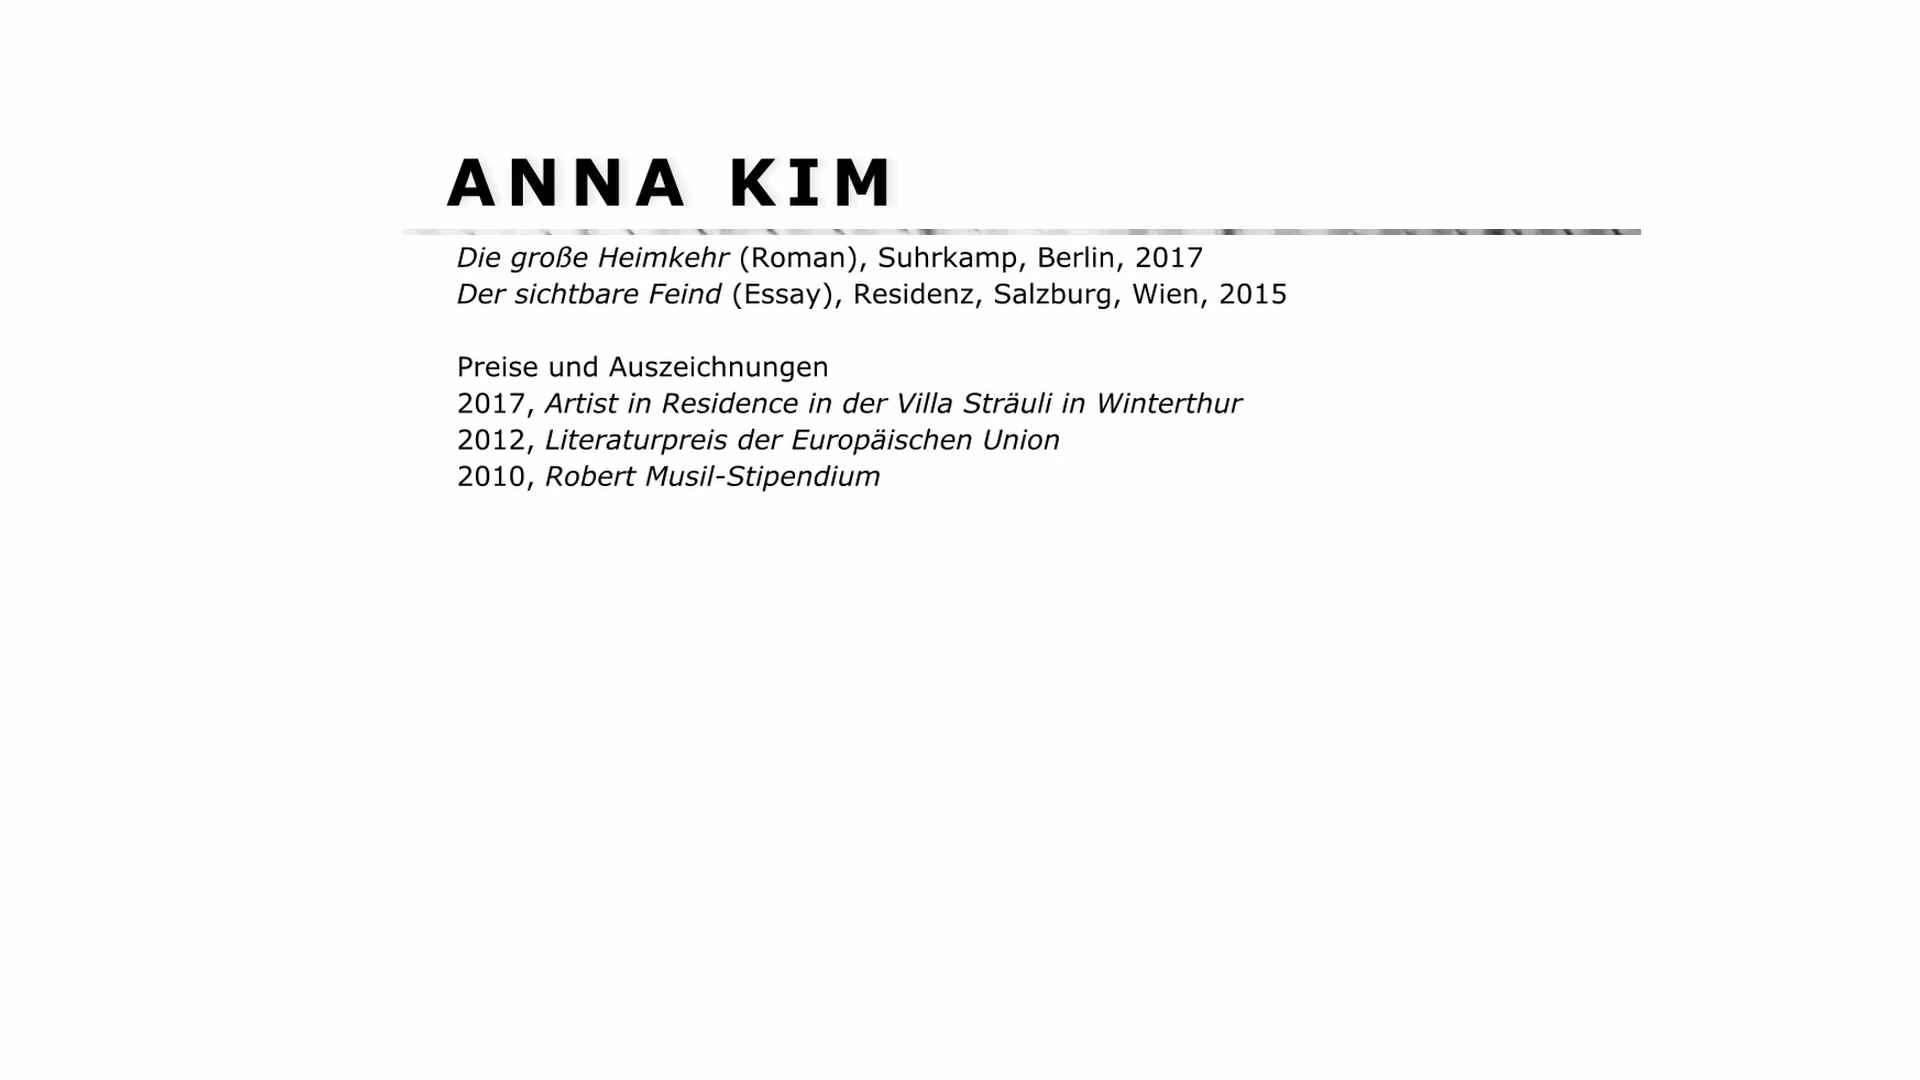 ANNA KIM
Die große Heimkehr (Roman), Suhrkamp, Berlin, 2017
Der sichtbare Feind (Essay), Residenz, Salzburg, Wien, 2015
Preise und Auszeichnungen
2017, Artist in Residence in der Villa Sträuli in Winterthur
2012, Literaturpreis der Europäischen Union
2010, Robert Musil-Stipendium